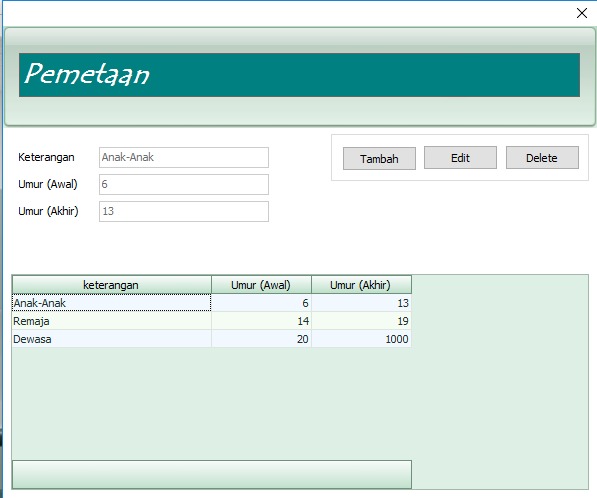 Pemetaan
Keterangan Anak-Anak
Umur (Awal) 6
Umur (Akhir) 13
Tambah Edit Delete
keterangan Umur (Awal) Umur (Akhir)
Anak-Anak 6 13
Remaja 14 19
Dewasa 20 1000